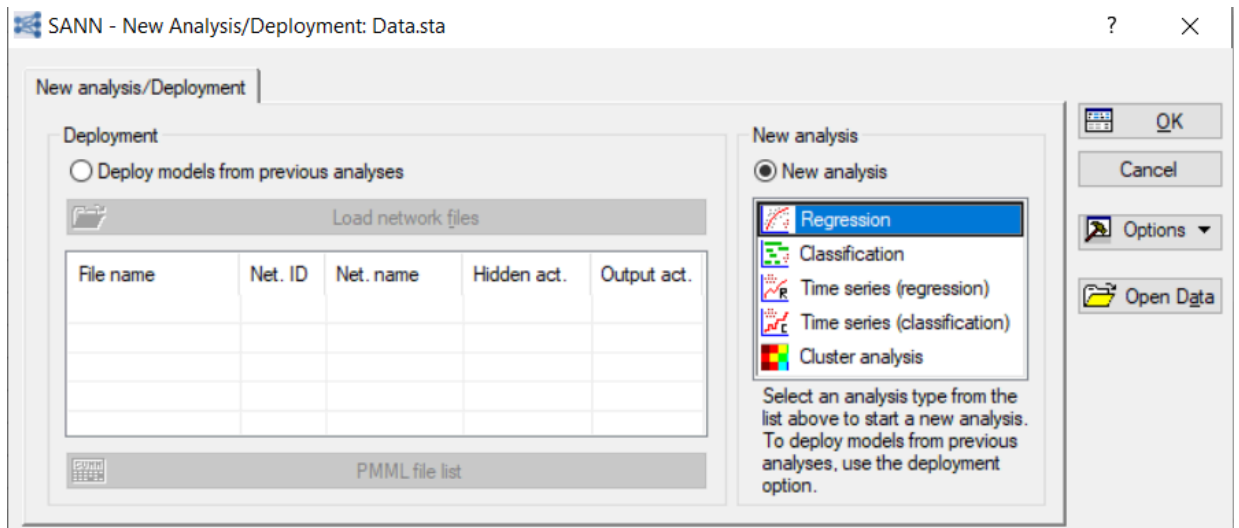 SANN - New Analysis/Deployment: Data.sta
? X
New analysis/Deployment
Deployment
Deploy models from previous analyses
Load network files
File name Net. ID Net. name Hidden act. Output act.
PMML file list
New analysis
New analysis
Regression
Classification
Time series (regression)
Time series (classification)
Cluster analysis
Select an analysis type from the
list above to start a new analysis.
To deploy models from previous
analyses, use the deployment
option.
OK
Cancel
Options
Open Data